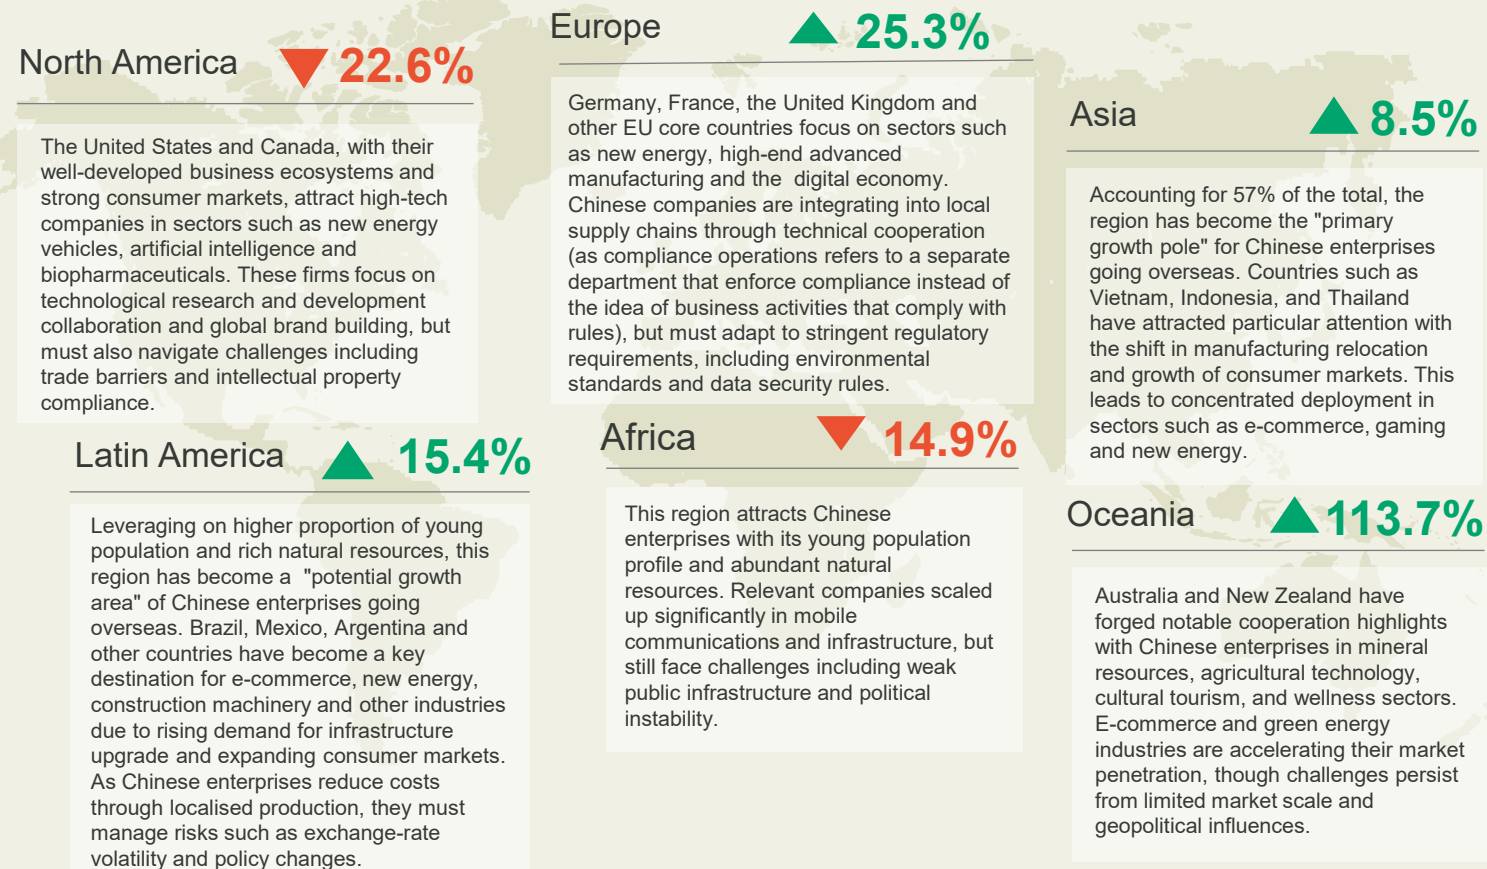 North America
22.6%
The United States and Canada, with their
well-developed business ecosystems and
strong consumer markets, attract high-tech
companies in sectors such as new energy
vehicles, artificial intelligence and
biopharmaceuticals. These firms focus on
technological research and development
collaboration and global brand building, but
must also navigate challenges including
trade barriers and intellectual property
compliance.
Europe
25.3%
Germany, France, the United Kingdom and
other EU core countries focus on sectors such
as new energy, high-end advanced
manufacturing and the  digital economy.
Chinese companies are integrating into local
supply chains through technical cooperation
(as compliance operations refers to a separate
department that enforce compliance instead of
the idea of business activities that comply with
rules), but must adapt to stringent regulatory
requirements, including environmental
standards and data security rules.
Asia
8.5%
Accounting for 57% of the total, the
region has become the "primary
growth pole" for Chinese enterprises
going overseas. Countries such as
Vietnam, Indonesia, and Thailand
have attracted particular attention with
the shift in manufacturing relocation
and growth of consumer markets. This
leads to concentrated deployment in
sectors such as e-commerce, gaming
and new energy.
Latin America
15.4%
Leveraging on higher proportion of young
population and rich natural resources, this
region has become a  "potential growth
area" of Chinese enterprises going
overseas. Brazil, Mexico, Argentina and
other countries have become a key
destination for e-commerce, new energy,
construction machinery and other industries
due to rising demand for infrastructure
upgrade and expanding consumer markets.
As Chinese enterprises reduce costs
through localised production, they must
manage risks such as exchange-rate
volatility and policy changes.
Africa
14.9%
This region attracts Chinese
enterprises with its young population
profile and abundant natural
resources. Relevant companies scaled
up significantly in mobile
communications and infrastructure, but
still face challenges including weak
public infrastructure and political
instability.
Oceania
113.7%
Australia and New Zealand have
forged notable cooperation highlights
with Chinese enterprises in mineral
resources, agricultural technology,
cultural tourism, and wellness sectors.
E-commerce and green energy
industries are accelerating their market
penetration, though challenges persist
from limited market scale and
geopolitical influences.